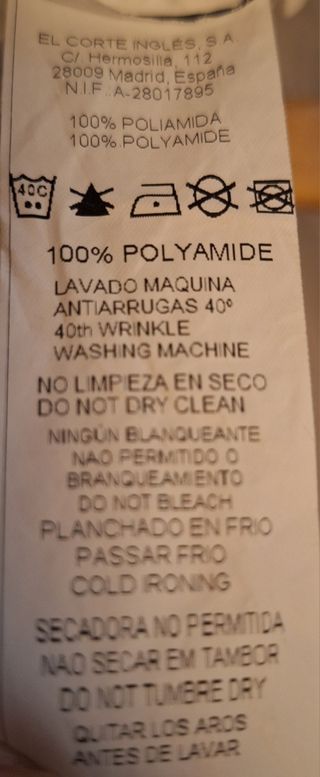 EL CORTE INGLÉS, S.A.
C/ Hermosilla, 112
28009 Madrid, España
N.I.F.:A-28017895
100% POLIAMIDA
100% POLYAMIDE
40C
100% POLYAMIDE
LAVADO MAQUINA
ANTIARRUGAS 40º
40th WRINKLE
WASHING MACHINE
NO LIMPIEZA EN SECO
DO NOT DRY CLEAN
NINGÚN BLANQUEANTE
NAO PERMITIDO O
BRANQUEAMIENTO
DO NOT BLEACH
PLANCHADO EN FRIO
PASSAR FRIO
COLD IRONING
SECADORA NO PERMITIDA
NAO SECAR EM TAMBOR
DO NOT TUMBRE DRY
QUITAR LOS AROS
ANTES DE LAVAR